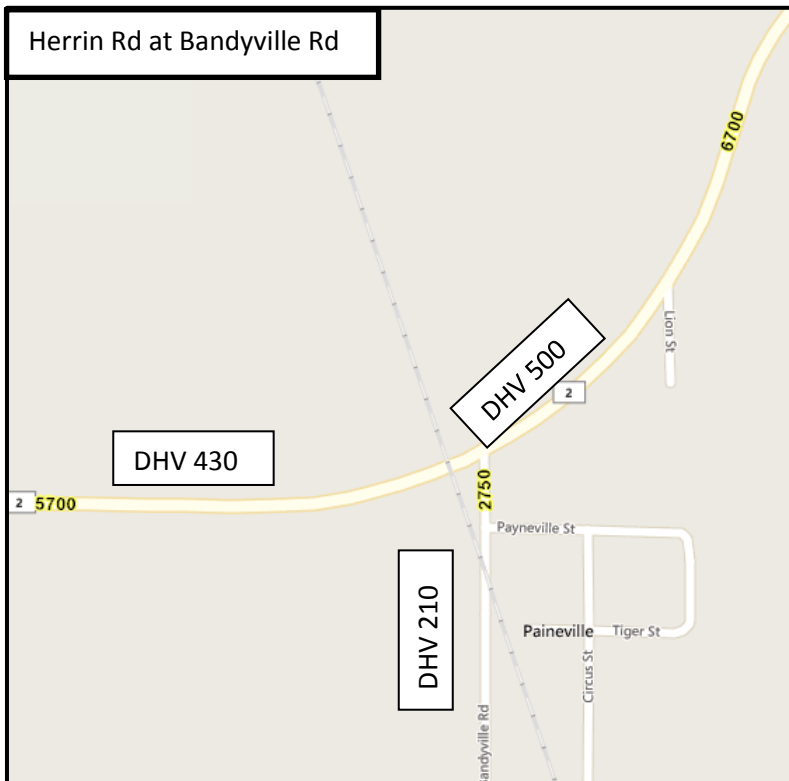 Herrin Rd at Bandyville Rd
6700
Lion St
DHV 500
2
DHV 430
2 5700
2750
Payneville St
DHV 210
Paineville
Tiger St
Circus St
Bandyville Rd